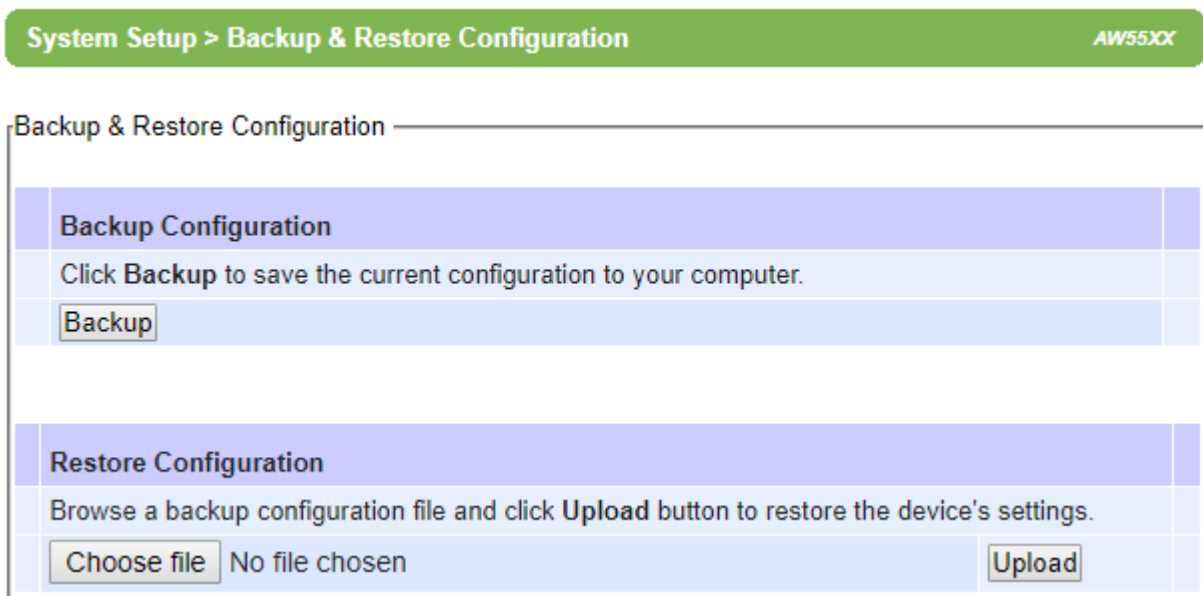 System Setup > Backup & Restore Configuration AW55XX
Backup & Restore Configuration
Backup Configuration
Click Backup to save the current configuration to your computer.
Backup
Restore Configuration
Browse a backup configuration file and click Upload button to restore the device's settings.
Choose file No file chosen Upload